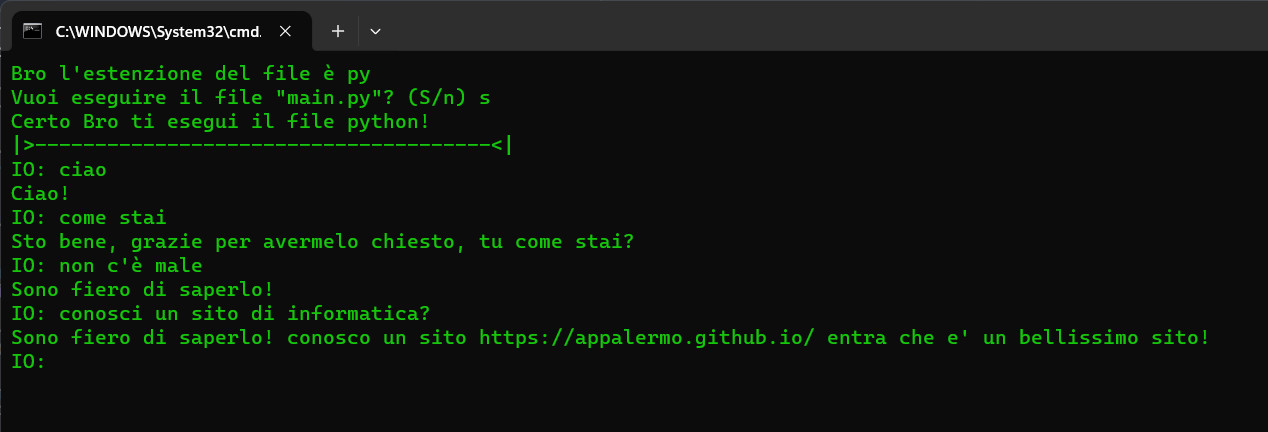 C:\WINDOWS\System32\cmd.
Bro l'estenzione del file è py
Vuoi eseguire il file "main.py"? (S/n) s
Certo Bro ti esegui il file python!
|>--------------------------------------<|
IO: ciao
Ciao!
IO: come stai
Sto bene, grazie per avermelo chiesto, tu come stai?
IO: non c'è male
Sono fiero di saperlo!
IO: conosci un sito di informatica?
Sono fiero di saperlo! conosco un sito https://appalermo.github.io/ entra che e' un bellissimo sito!
IO: